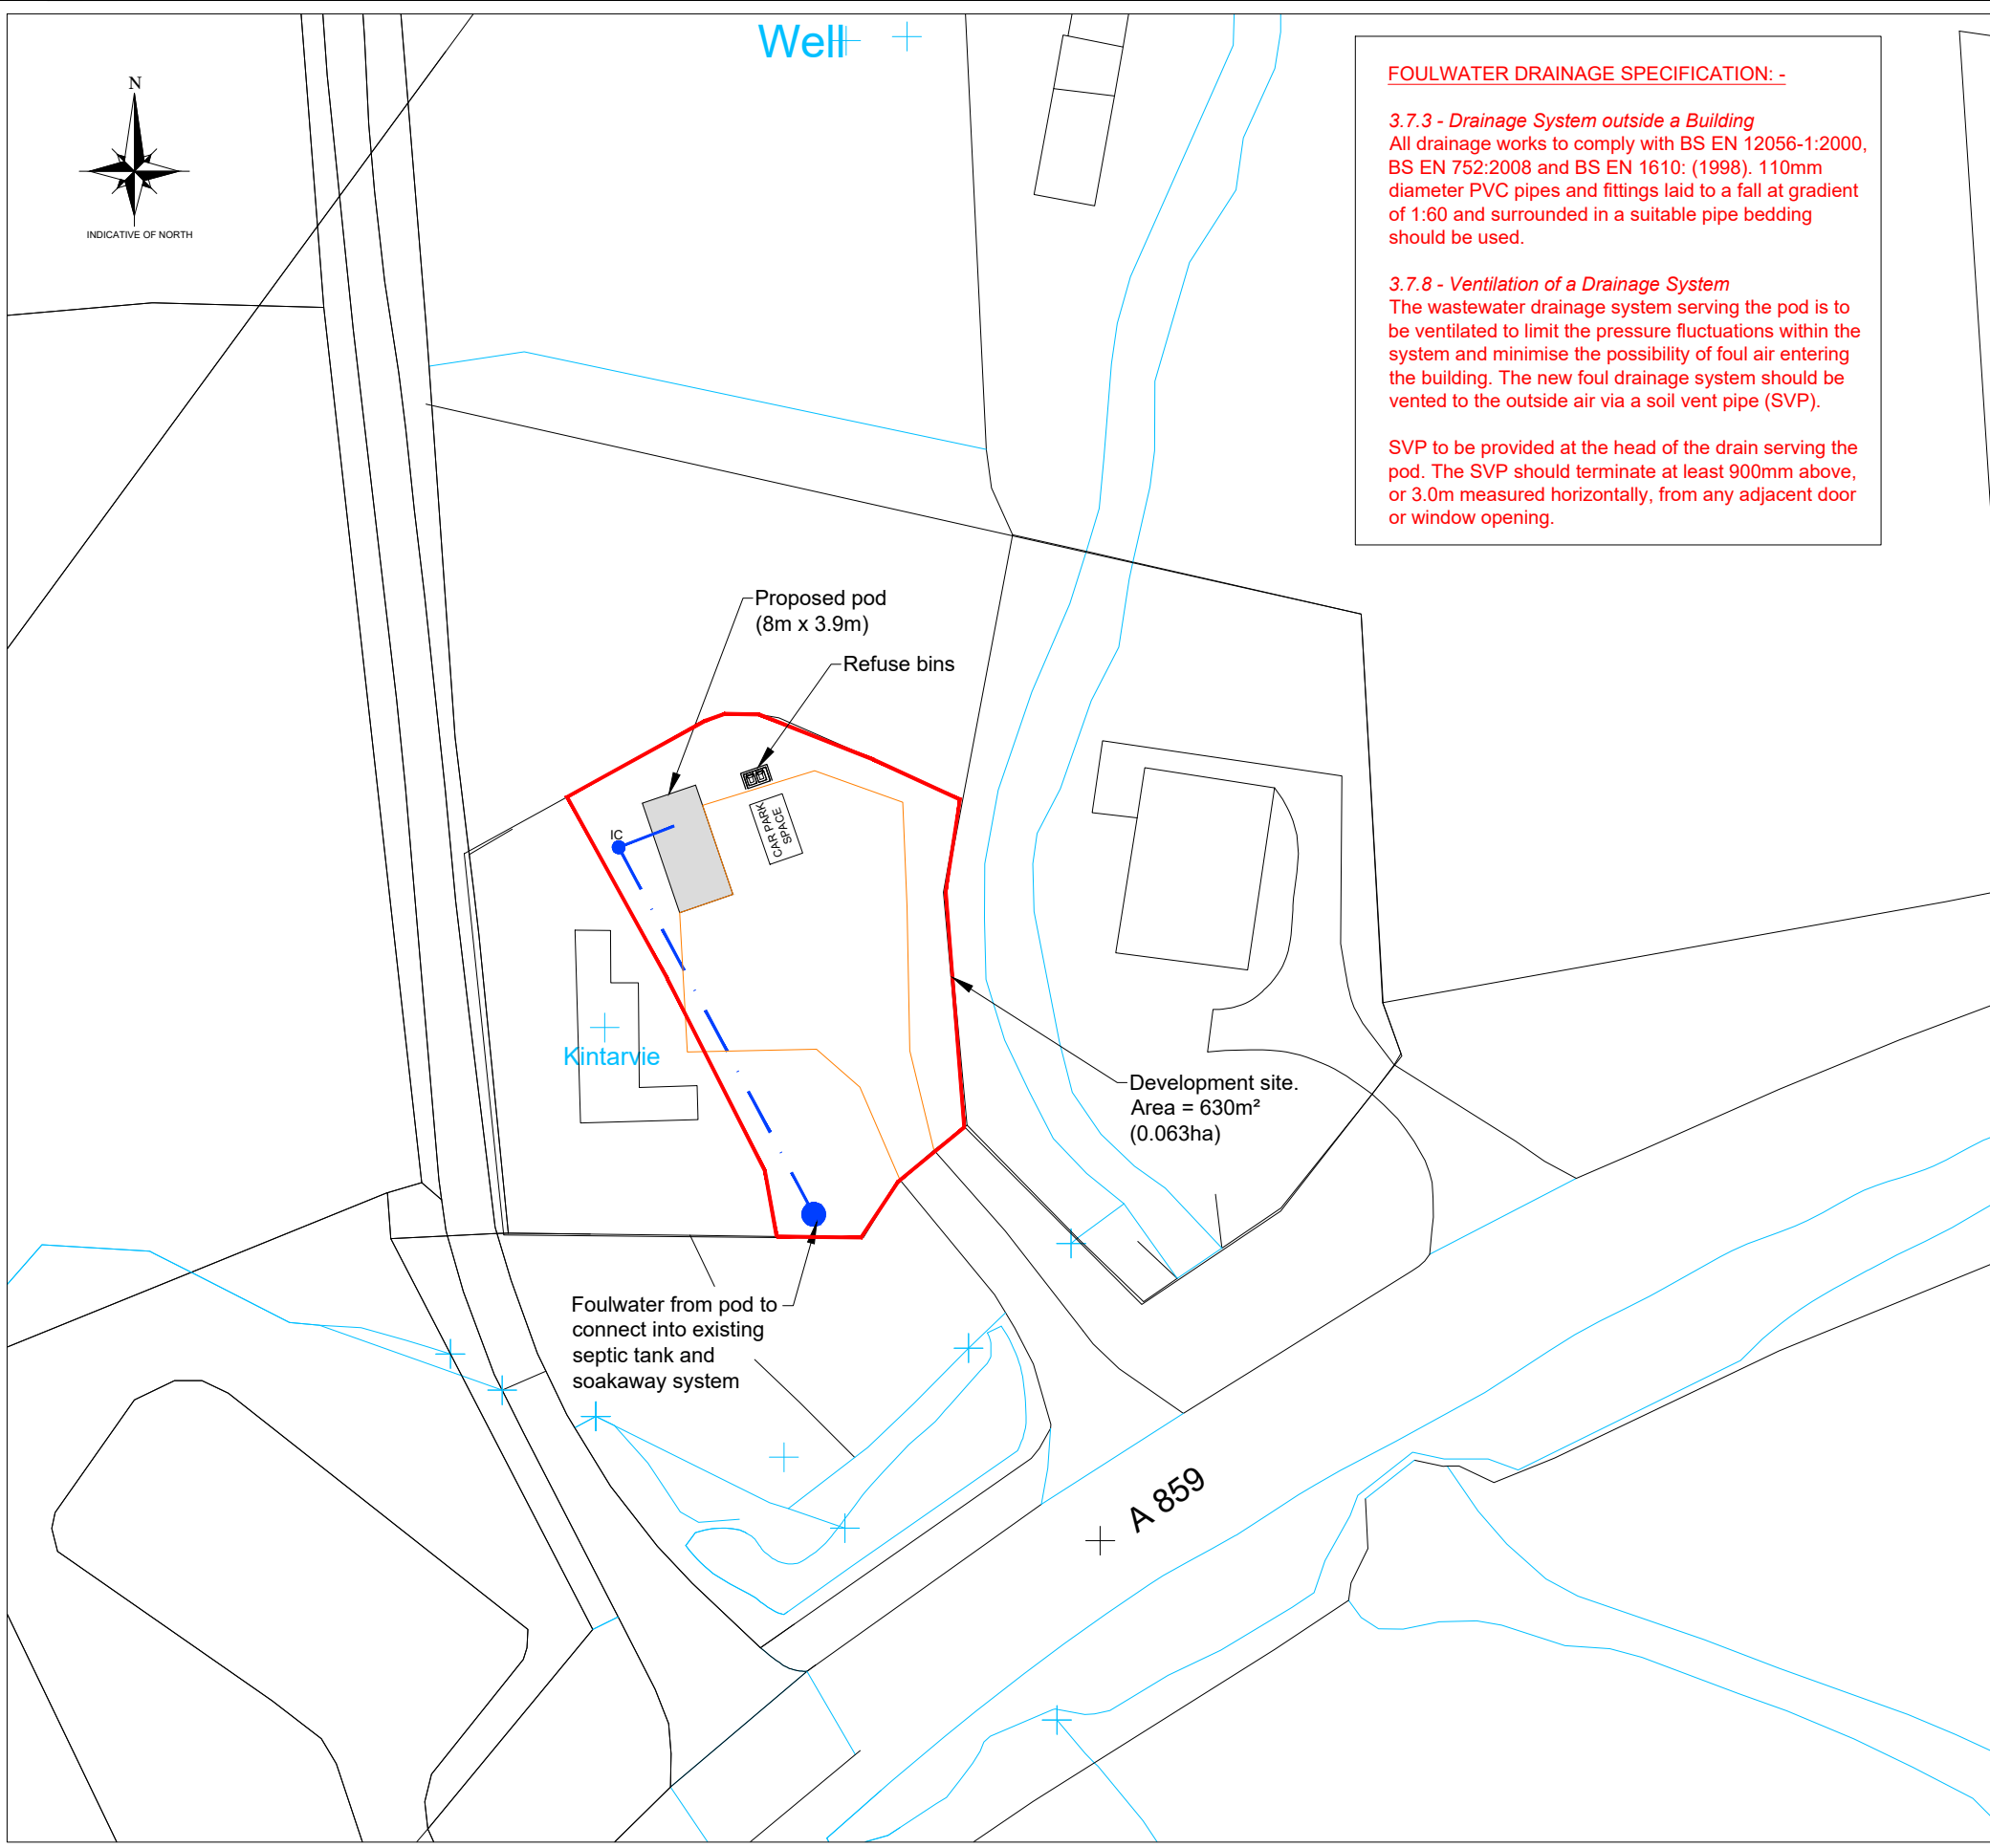 Well
N
INDICATIVE OF NORTH
FOULWATER DRAINAGE SPECIFICATION: -
3.7.3 - Drainage System outside a Building
All drainage works to comply with BS EN 12056-1:2000,
BS EN 752:2008 and BS EN 1610: (1998). 110mm
diameter PVC pipes and fittings laid to a fall at gradient
of 1:60 and surrounded in a suitable pipe bedding
should be used.
3.7.8 - Ventilation of a Drainage System
The wastewater drainage system serving the pod is to
be ventilated to limit the pressure fluctuations within the
system and minimise the possibility of foul air entering
the building. The new foul drainage system should be
vented to the outside air via a soil vent pipe (SVP).
SVP to be provided at the head of the drain serving the
pod. The SVP should terminate at least 900mm above,
or 3.0m measured horizontally, from any adjacent door
or window opening.
Proposed pod
(8m x 3.9m)
Refuse bins
CAR PARK
SPACE
IC
Kintarvie
Development site.
Area = 630m²
(0.063ha)
Foulwater from pod to
connect into existing
septic tank and
soakaway system
A 859